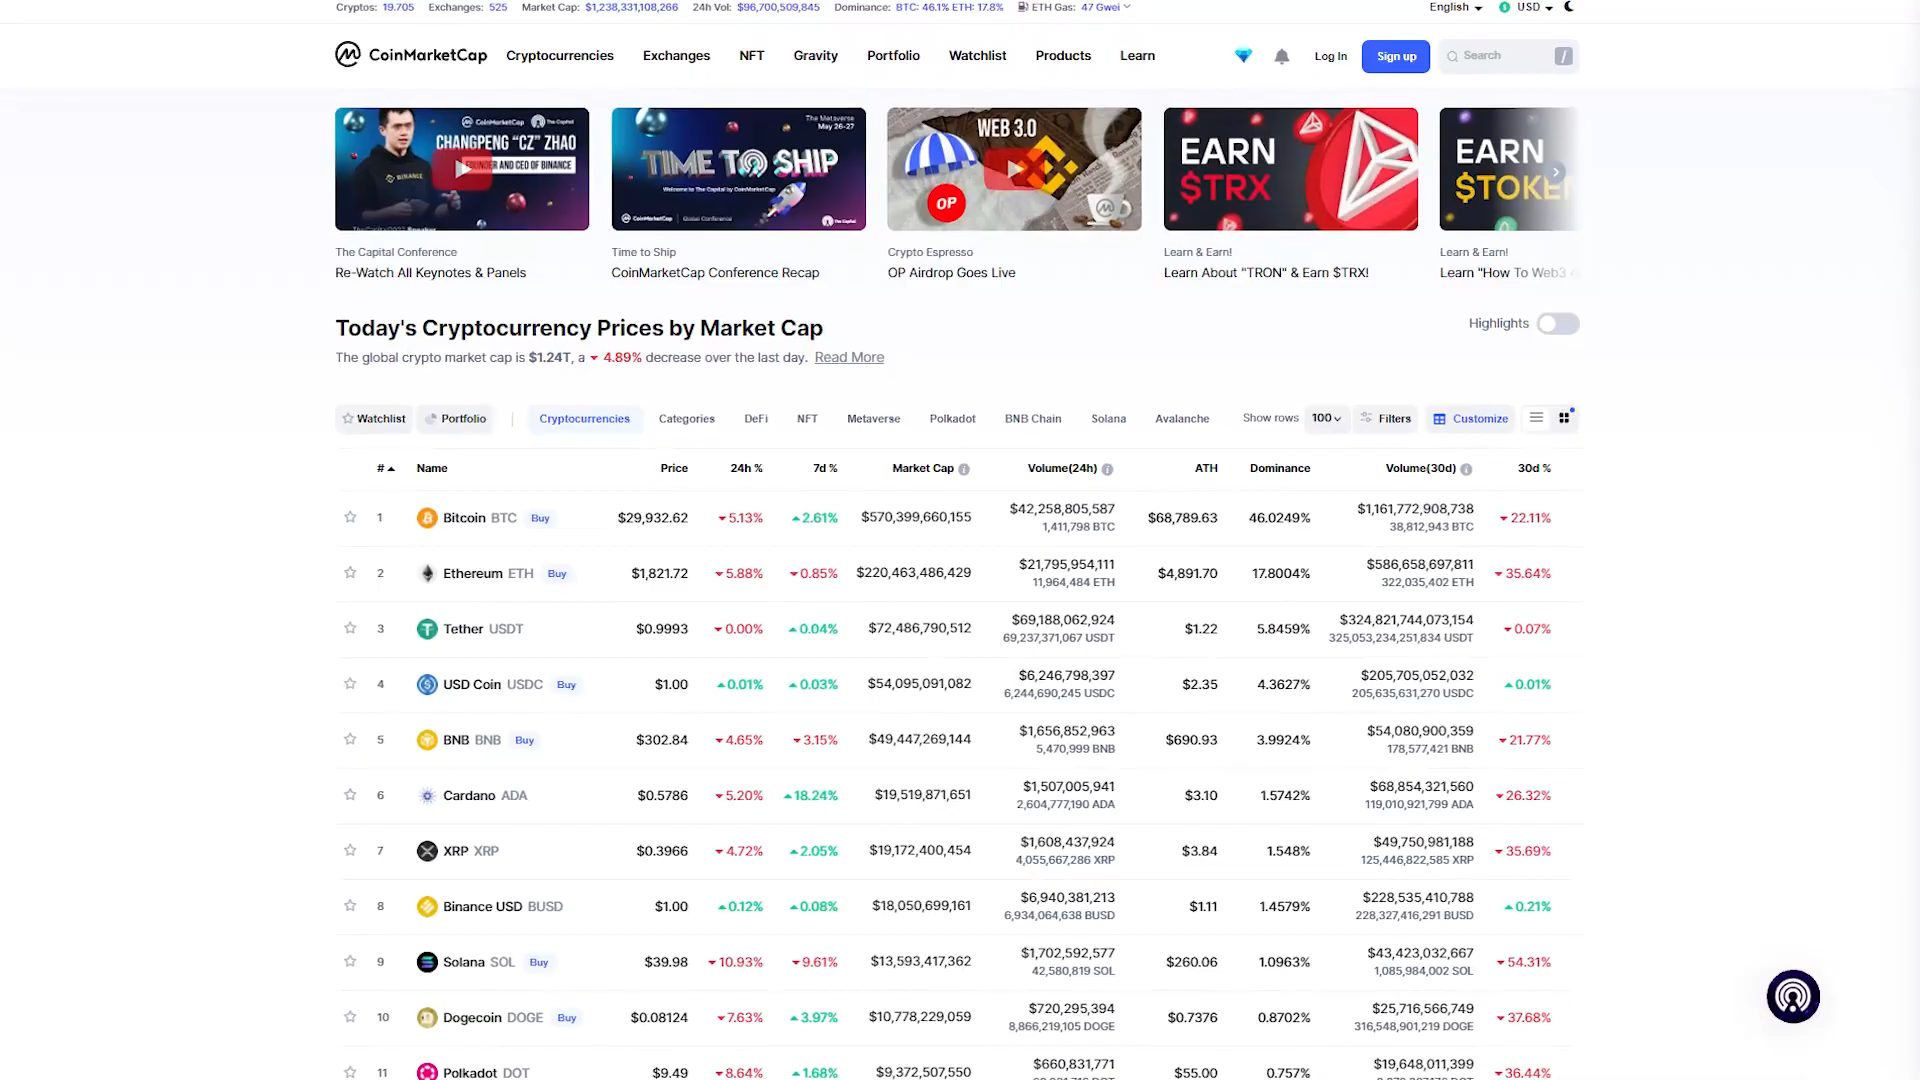 Cryptos: 19.705 Exchanges: 525 Market Cap: $1,238,331,108,266 24h Vol: $96,700,509,845 Dominance: BTC: 46.1% ETH: 17.8% ETH Gas: 47 Gwei English USD
CoinMarketCap Cryptocurrencies Exchanges NFT Gravity Portfolio Watchlist Products Learn Log In Sign up Search /
CoinMarketCap The Capital
CHANGPENG "CZ" ZHAO
FOUNDER AND CEO OF BINANCE
BINANCE
The Metaverse
May 26-27
TIME TO SHIP
Welcome to The Capital by CoinMarketCap
CoinMarketCap Global Conference The Capital
WEB 3.0
OP
EARN
$TRX
EARN
$TOKEN
The Capital Conference Time to Ship Crypto Espresso Learn & Earn! Learn & Earn!
Re-Watch All Keynotes & Panels CoinMarketCap Conference Recap OP Airdrop Goes Live Learn About "TRON" & Earn $TRX! Learn "How To Web3
Today's Cryptocurrency Prices by Market Cap Highlights
The global crypto market cap is $1.24T, a 4.89% decrease over the last day. Read More
Watchlist Portfolio Cryptocurrencies Categories DeFi NFT Metaverse Polkadot BNB Chain Solana Avalanche Show rows 100 Filters Customize
# Name Price 24h % 7d % Market Cap Volume(24h) ATH Dominance Volume(30d) 30d %
1 Bitcoin BTC Buy $29,932.62 5.13% 2.61% $570,399,660,155 $42,258,805,587 $68,789.63 46.0249% $1,161,772,908,738 22.11%
1,411,798 BTC 38,812,943 BTC
2 Ethereum ETH Buy $1,821.72 5.88% 0.85% $220,463,486,429 $21,795,954,111 $4,891.70 17.8004% $586,658,697,811 35.64%
11,964,484 ETH 322,035,402 ETH
3 Tether USDT $0.9993 0.00% 0.04% $72,486,790,512 $69,188,062,924 $1.22 5.8459% $324,821,744,073,154 0.07%
69,237,371,067 USDT 325,053,234,251,834 USDT
4 USD Coin USDC Buy $1.00 0.01% 0.03% $54,095,091,082 $6,246,798,397 $2.35 4.3627% $205,705,052,032 0.01%
6,244,690,245 USDC 205,635,631,270 USDC
5 BNB BNB Buy $302.84 4.65% 3.15% $49,447,269,144 $1,656,852,963 $690.93 3.9924% $54,080,900,359 21.77%
5,470,999 BNB 178,577,421 BNB
6 Cardano ADA $0.5786 5.20% 18.24% $19,519,871,651 $1,507,005,941 $3.10 1.5742% $68,854,321,560 26.32%
2,604,777,190 ADA 119,010,921,799 ADA
7 XRP XRP $0.3966 4.72% 2.05% $19,172,400,454 $1,608,437,924 $3.84 1.548% $49,750,981,188 35.69%
4,055,667,286 XRP 125,446,822,585 XRP
8 Binance USD BUSD $1.00 0.12% 0.08% $18,050,699,161 $6,940,381,213 $1.11 1.4579% $228,535,410,788 0.21%
6,934,064,638 BUSD 228,327,416,291 BUSD
9 Solana SOL Buy $39.98 10.93% 9.61% $13,593,417,362 $1,702,592,577 $260.06 1.0963% $43,423,032,667 54.31%
42,580,819 SOL 1,085,984,002 SOL
10 Dogecoin DOGE Buy $0.08124 7.63% 3.97% $10,778,229,059 $720,295,394 $0.7376 0.8702% $25,716,566,749 37.68%
8,866,219,105 DOGE 316,548,901,219 DOGE
11 Polkadot DOT $9.49 8.64% 1.68% $9,372,507,550 $660,831,771 $55.00 0.757% $19,648,011,399 36.44%